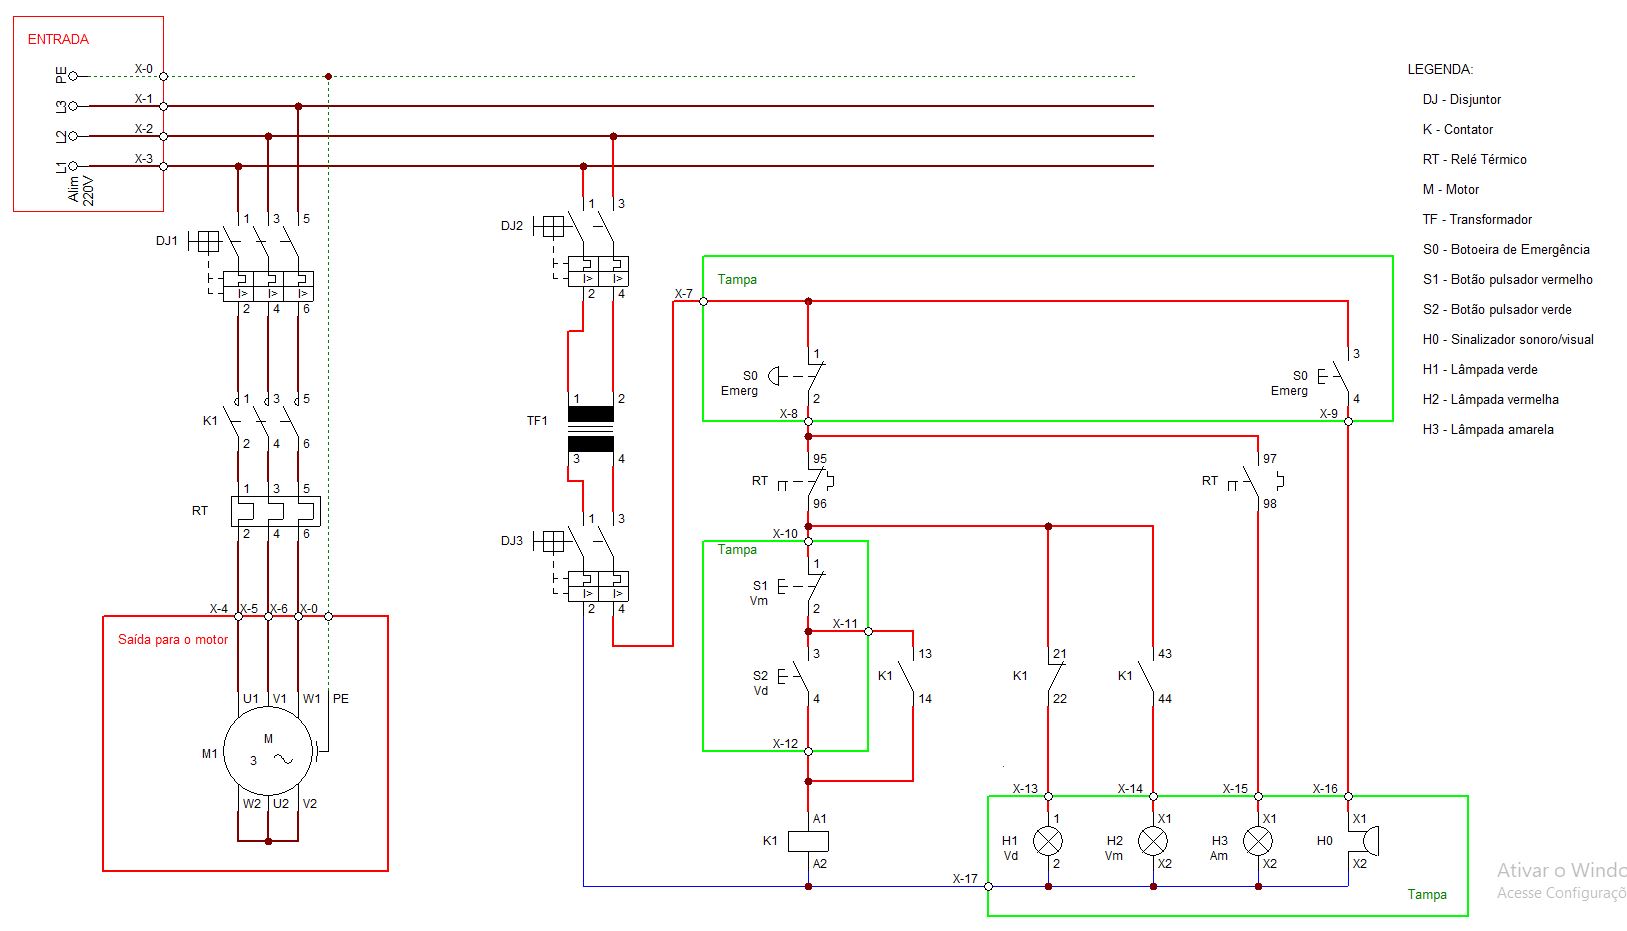 ENTRADA
PE
X-0
L3
X-1
L2
X-2
L1
X-3
Alim
220V
LEGENDA:
DJ - Disjuntor
K - Contator
RT - Relé Térmico
M - Motor
TF - Transformador
S0 - Botoeira de Emergência
S1 - Botão pulsador vermelho
S2 - Botão pulsador verde
H0 - Sinalizador sonoro/visual
H1 - Lâmpada verde
H2 - Lâmpada vermelha
H3 - Lâmpada amarela
1 3 5
DJ1
I> I> I>
2 4 6
1 3 5
K1
2 4 6
1 3 5
RT
2 4 6
X-4 X-5 X-6 X-0
Saída para o motor
U1 V1 W1 PE
M1
M
3
W2 U2 V2
1 3
DJ2
I> I>
2 4
1 2
TF1
3 4
1 3
DJ3
I> I>
2 4
X-7
Tampa
1
S0
Emerg
2
X-8
3
S0
Emerg
4
X-9
95
RT
96
97
RT
98
X-10
Tampa
1
S1
Vm
2
X-11
3
S2
Vd
4
13
K1
14
X-12
21
K1
22
43
K1
44
A1
K1
A2
X-13 X-14 X-15 X-16
1
H1
Vd
2
X1
H2
Vm
X2
X1
H3
Am
X2
X1
H0
X2
X-17
Tampa
Ativar o Windo
Acesse Configuraçõ